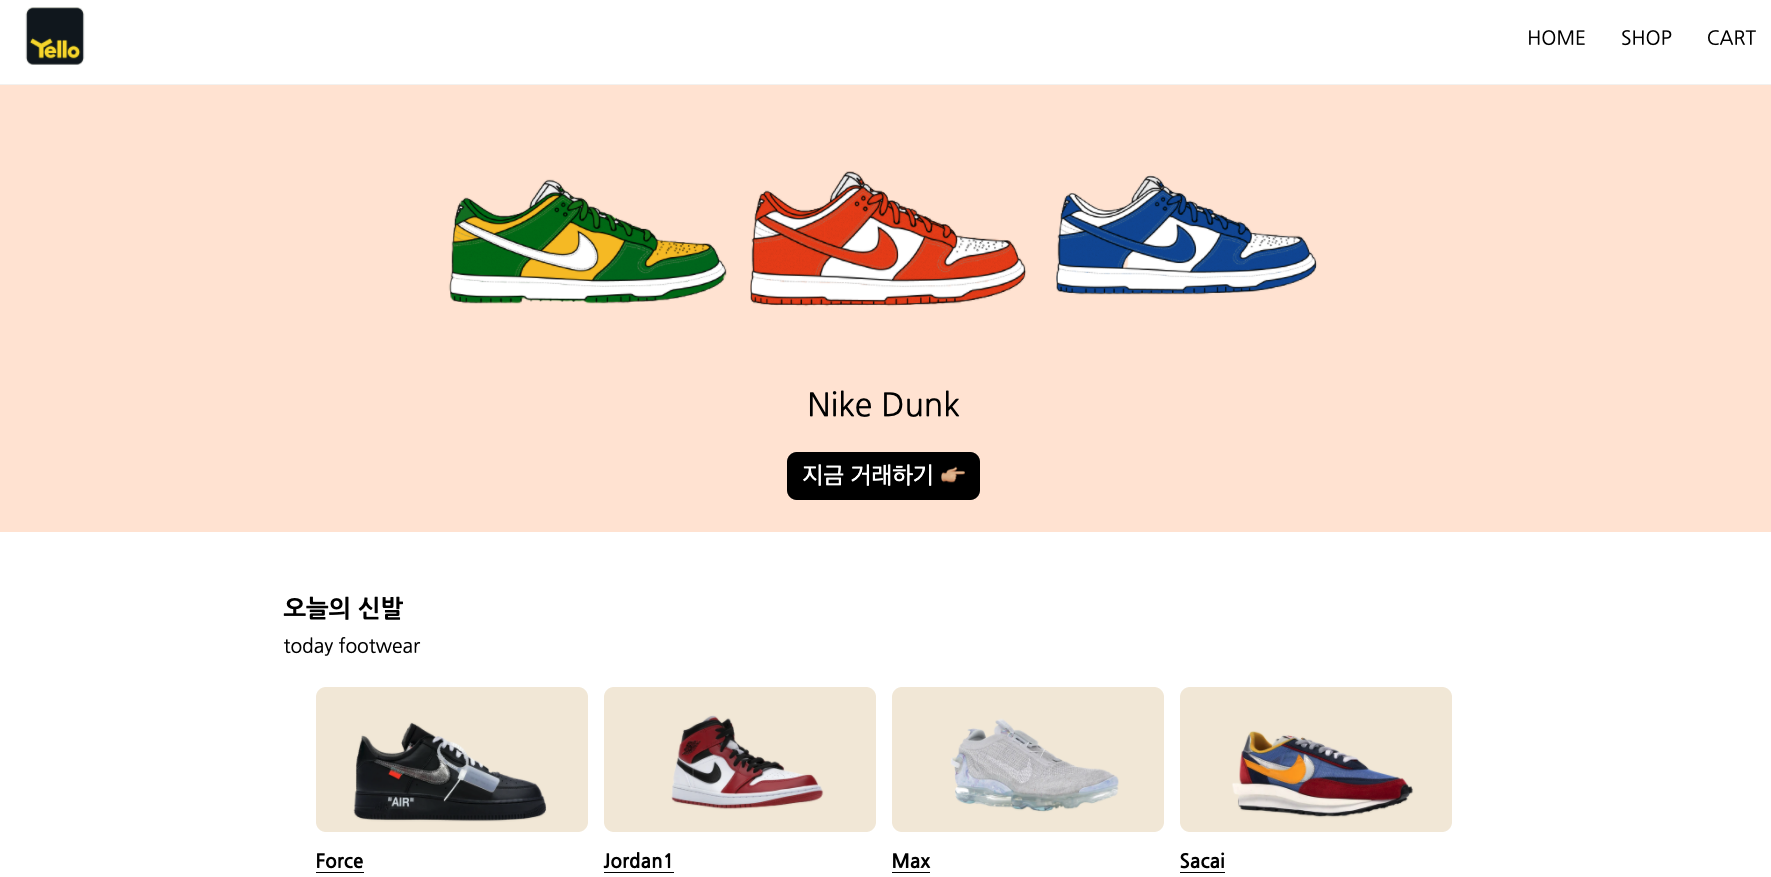 Yello
HOME SHOP CART
Nike Dunk
지금 거래하기 👉🏽
오늘의 신발
today footwear
"AIR"
Force Jordan1 Max Sacai